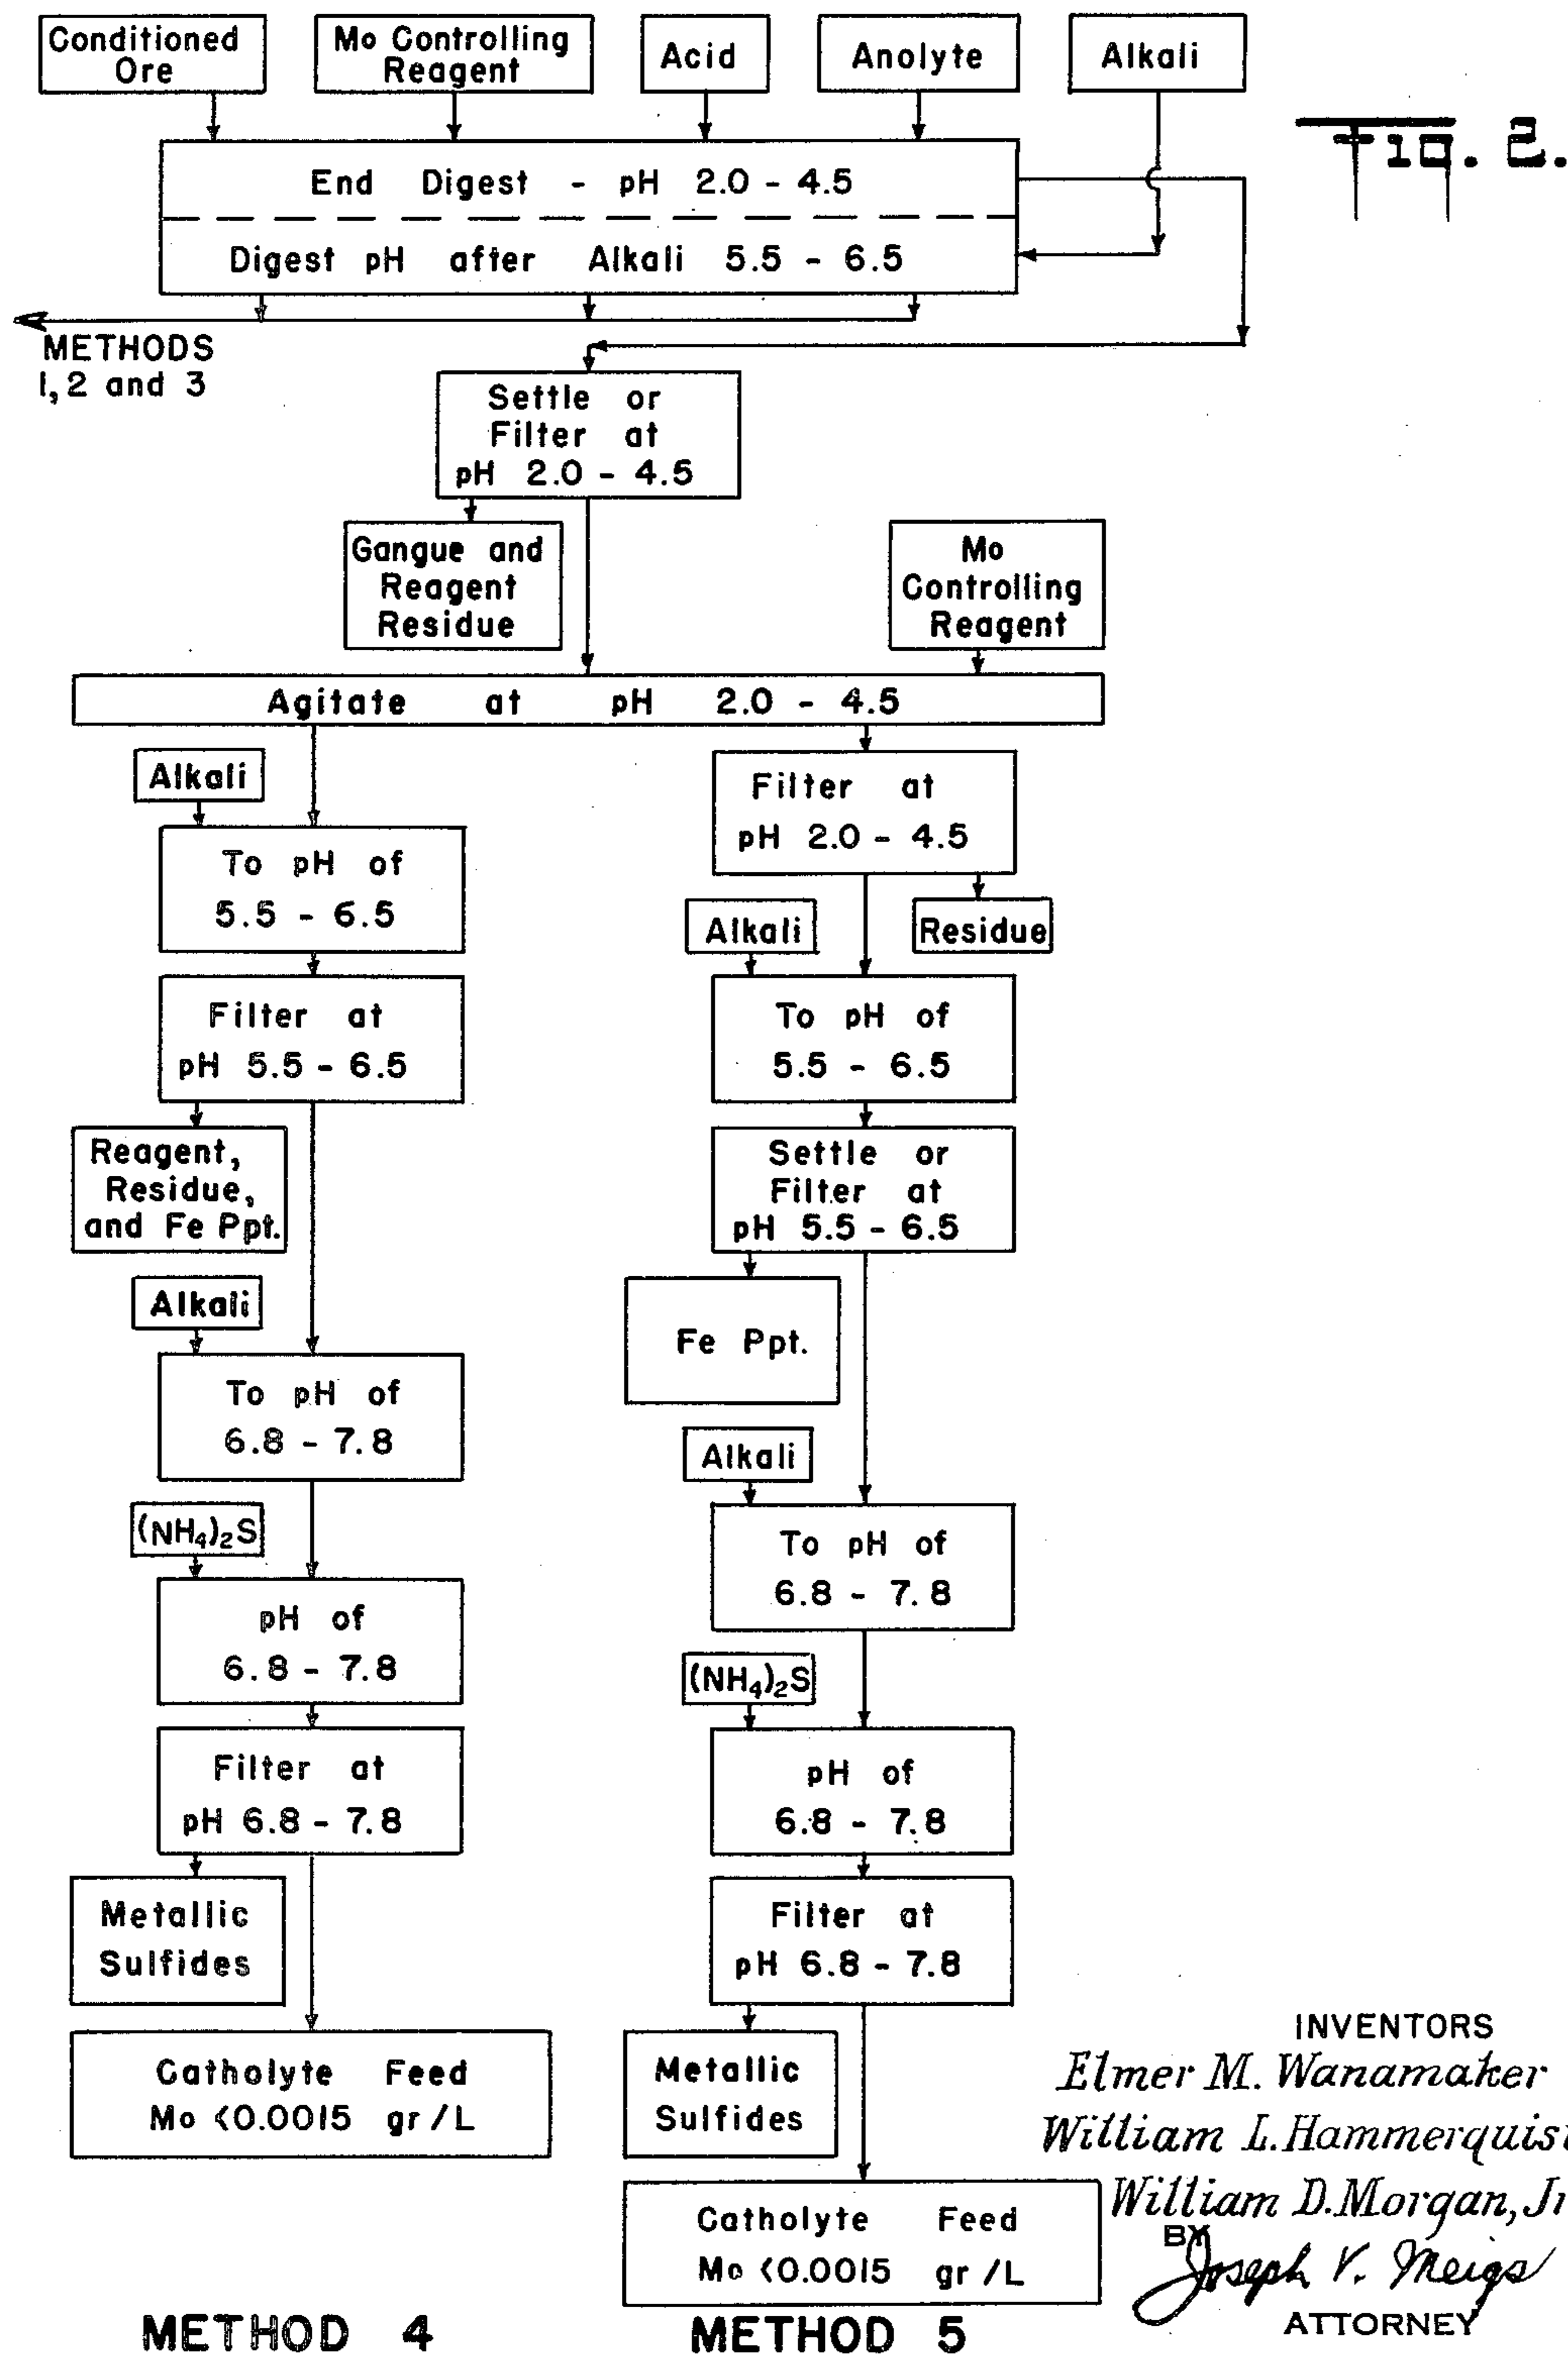 Conditioned
Ore
Mo Controlling
Reagent
Acid
Anolyte
Alkali
Fig. 2.
End Digest - pH 2.0 - 4.5
Digest pH after Alkali 5.5 - 6.5
METHODS
1, 2 and 3
Settle or
Filter at
pH 2.0 - 4.5
Gangue and
Reagent
Residue
Mo
Controlling
Reagent
Agitate at pH 2.0 - 4.5
Alkali
To pH of
5.5 - 6.5
Filter at
pH 5.5 - 6.5
Reagent,
Residue,
and Fe Ppt.
Alkali
To pH of
6.8 - 7.8
(NH4)2S
pH of
6.8 - 7.8
Filter at
pH 6.8 - 7.8
Metallic
Sulfides
Catholyte Feed
Mo <0.0015 gr/L
METHOD 4
Filter at
pH 2.0 - 4.5
Alkali
Residue
To pH of
5.5 - 6.5
Settle or
Filter at
pH 5.5 - 6.5
Fe Ppt.
Alkali
To pH of
6.8 - 7.8
(NH4)2S
pH of
6.8 - 7.8
Filter at
pH 6.8 - 7.8
Metallic
Sulfides
Catholyte Feed
Mo <0.0015 gr/L
METHOD 5
INVENTORS
Elmer M. Wanamaker
William L. Hammerquis
William D. Morgan, Jr
BY
Joseph V. Meigs
ATTORNEY